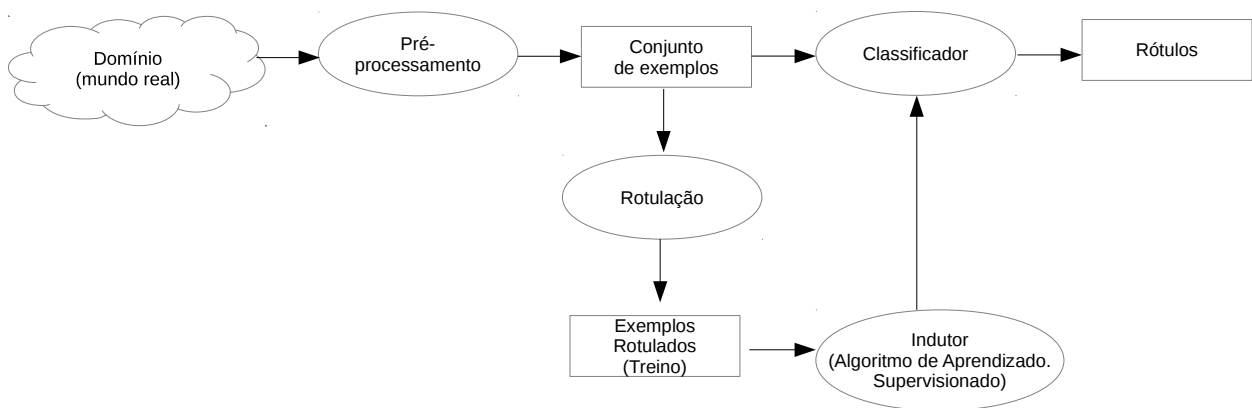 Domínio
(mundo real)
Pré-
processamento
Conjunto
de exemplos
Classificador
Rótulos
Rotulação
Exemplos
Rotulados
(Treino)
Indutor
(Algoritmo de Aprendizado.
Supervisionado)